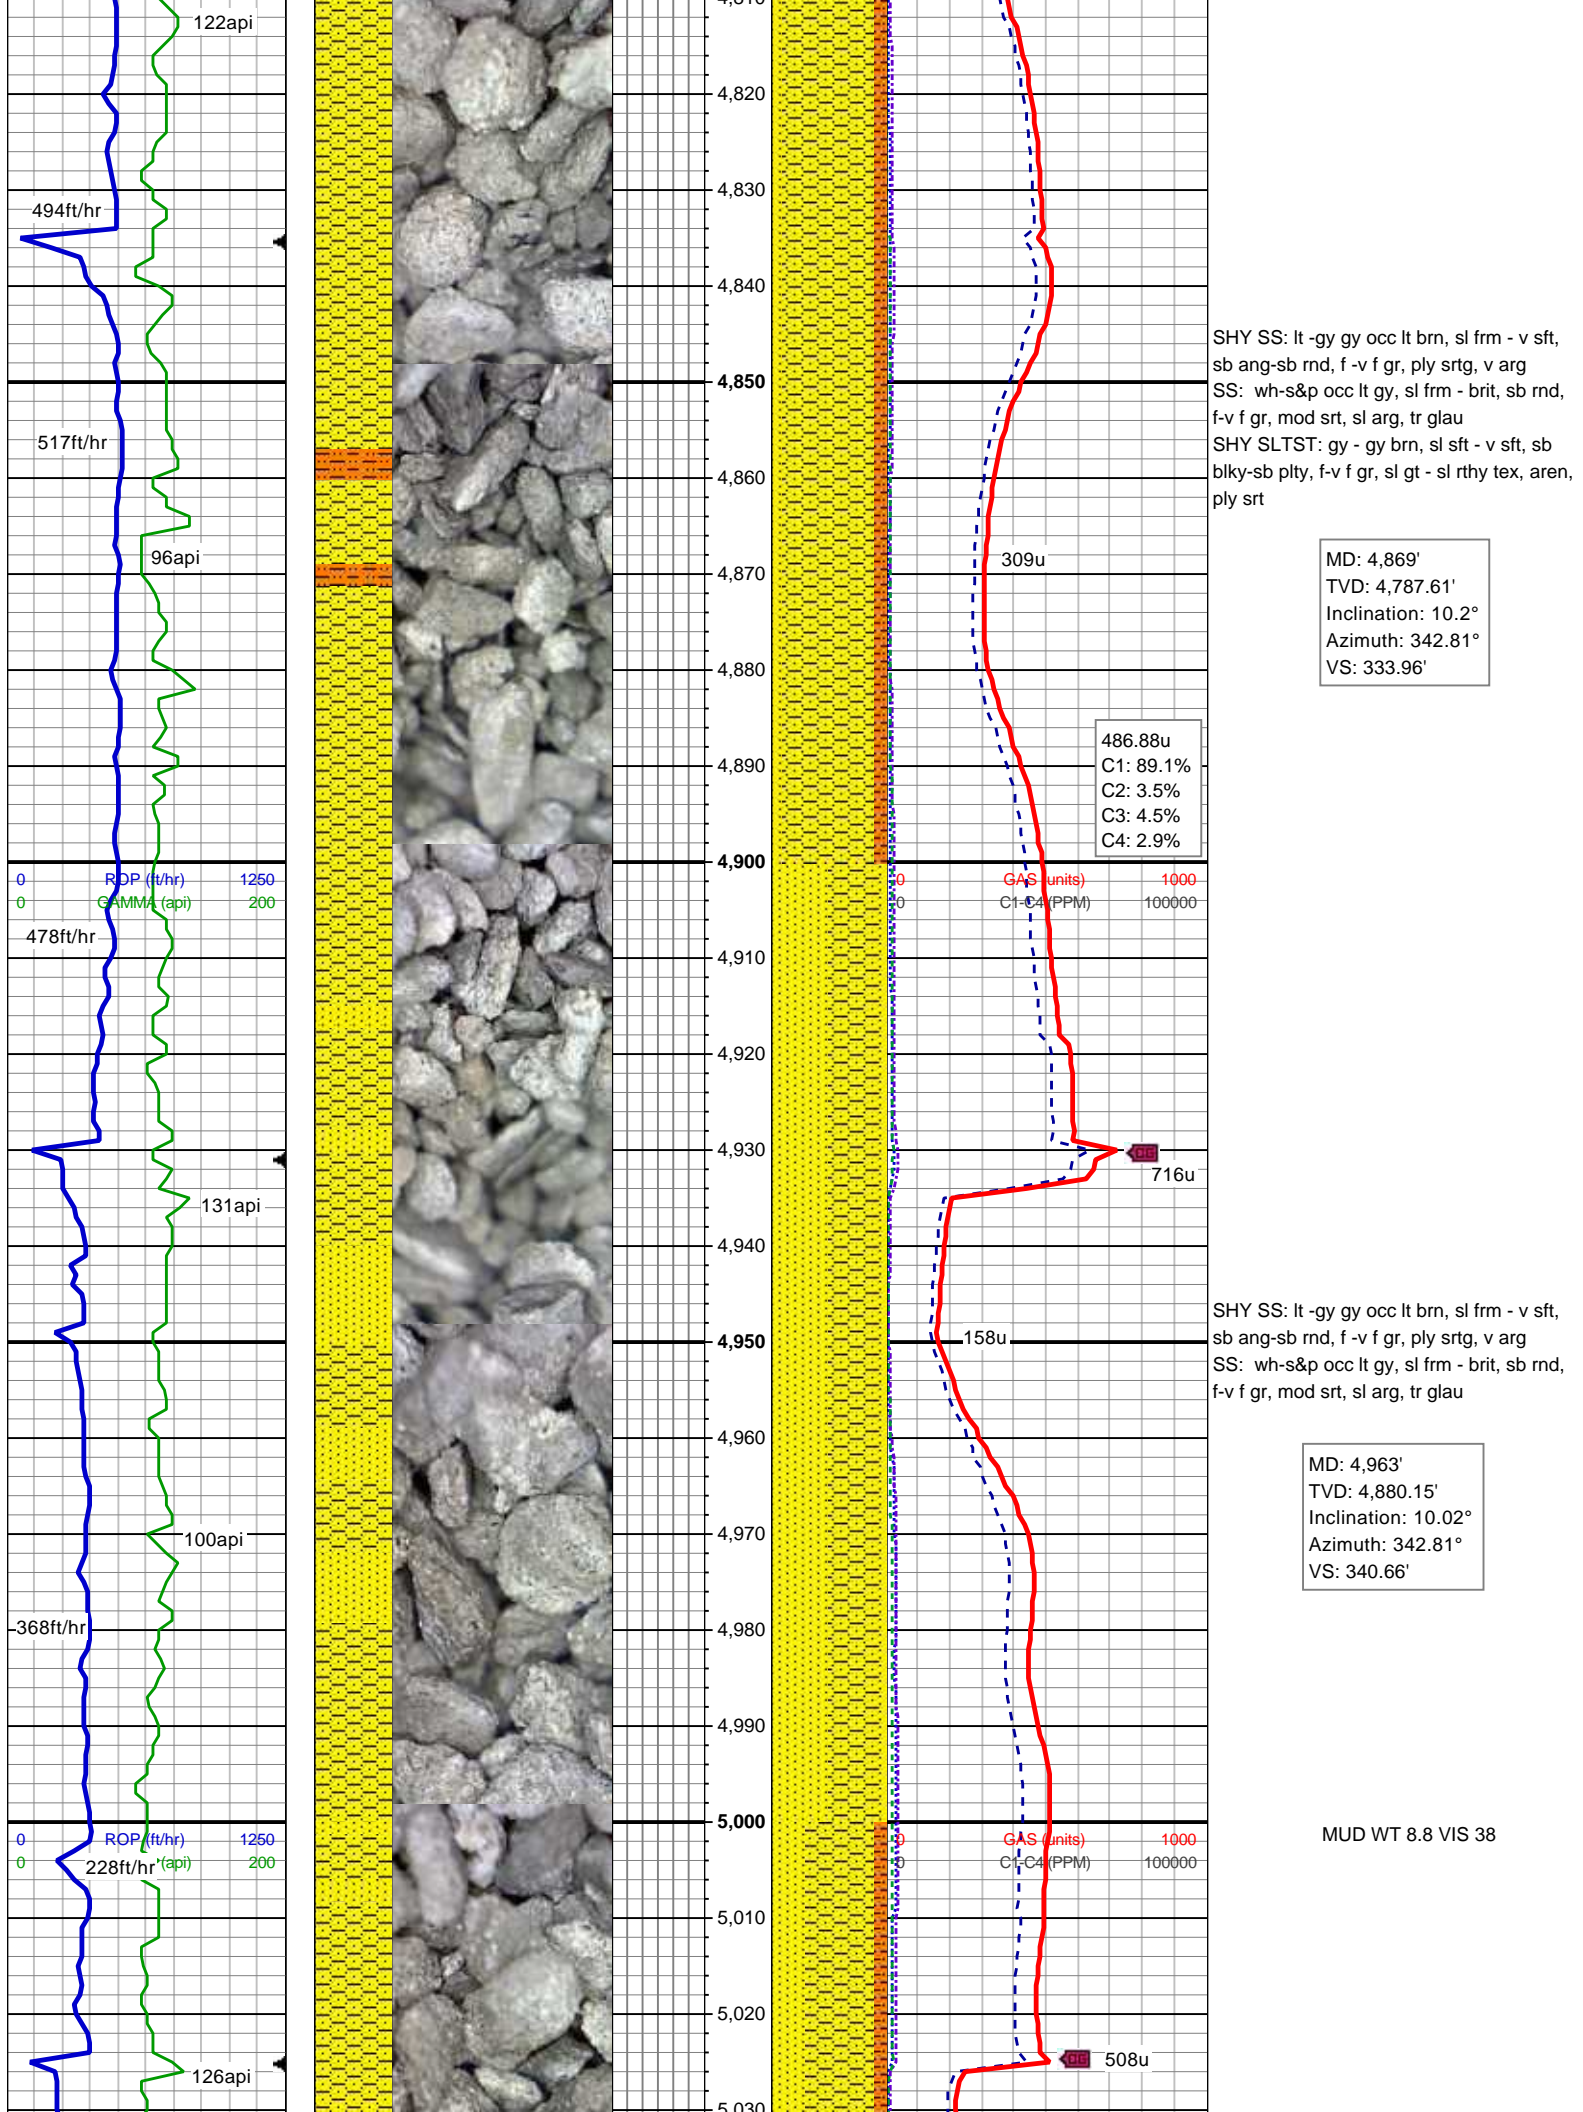 4,810
122api
4,820
4,830
494ft/hr
4,840
SHY SS: lt -gy gy occ lt brn, sl frm - v sft,
sb ang-sb rnd, f -v f gr, ply srtg, v arg
4,850
SS:  wh-s&p occ lt gy, sl frm - brit, sb rnd,
f-v f gr, mod srt, sl arg, tr glau
517ft/hr
SHY SLTST: gy - gy brn, sl sft - v sft, sb
blky-sb plty, f-v f gr, sl gt - sl rthy tex, aren,
4,860
ply srt
96api
309u
4,870
MD: 4,869'
TVD: 4,787.61'
Inclination: 10.2°
Azimuth: 342.81°
VS: 333.96'
4,880
486.88u
C1: 89.1%
C2: 3.5%
C3: 4.5%
C4: 2.9%
4,890
4,900
0 ROP (ft/hr) 1250
0 GAS (units) 1000
0 GAMMA (api) 200
0 C1-C4 (PPM) 100000
478ft/hr
4,910
4,920
4,930
DG
716u
131api
4,940
SHY SS: lt -gy gy occ lt brn, sl frm - v sft,
sb ang-sb rnd, f -v f gr, ply srtg, v arg
4,950
158u
SS:  wh-s&p occ lt gy, sl frm - brit, sb rnd,
f-v f gr, mod srt, sl arg, tr glau
4,960
MD: 4,963'
TVD: 4,880.15'
Inclination: 10.02°
Azimuth: 342.81°
VS: 340.66'
4,970
100api
4,980
368ft/hr
4,990
5,000
0 ROP (ft/hr) 1250
0 GAS (units) 1000
MUD WT 8.8 VIS 38
0 (api) 200
0 C1-C4 (PPM) 100000
228ft/hr
5,010
5,020
DG
508u
126api
5,030